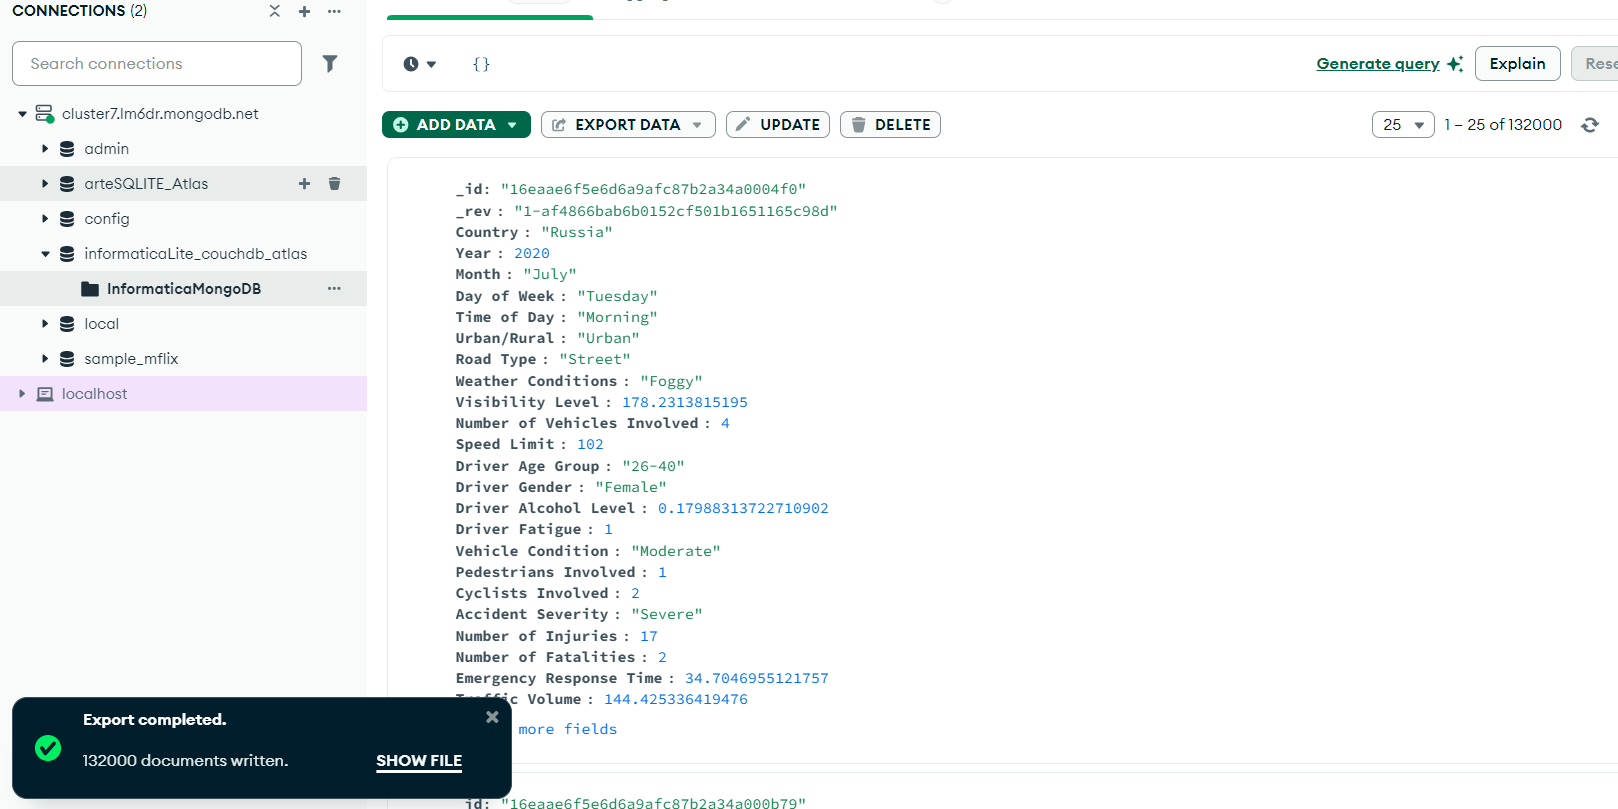 CONNECTIONS (2)
Search connections
cluster7.lm6dr.mongodb.net
admin
arteSQLITE_Atlas
config
informaticaLite_couchdb_atlas
InformaticaMongoDB
local
sample_mflix
localhost
{}
Generate query
Explain
Rese
ADD DATA
EXPORT DATA
UPDATE
DELETE
25
1 – 25 of 132000
_id: "16eaae6f5e6d6a9afc87b2a34a0004f0"
_rev : "1-af4866bab6b0152cf501b1651165c98d"
Country : "Russia"
Year : 2020
Month : "July"
Day of Week : "Tuesday"
Time of Day : "Morning"
Urban/Rural : "Urban"
Road Type : "Street"
Weather Conditions : "Foggy"
Visibility Level : 178.2313815195
Number of Vehicles Involved : 4
Speed Limit : 102
Driver Age Group : "26-40"
Driver Gender : "Female"
Driver Alcohol Level : 0.17988313722710902
Driver Fatigue : 1
Vehicle Condition : "Moderate"
Pedestrians Involved : 1
Cyclists Involved : 2
Accident Severity : "Severe"
Number of Injuries : 17
Number of Fatalities : 2
Emergency Response Time : 34.7046955121757
Traffic Volume : 144.425336419476
more fields
_id: "16eaae6f5e6d6a9afc87b2a34a000b79"
Export completed.
132000 documents written.
SHOW FILE